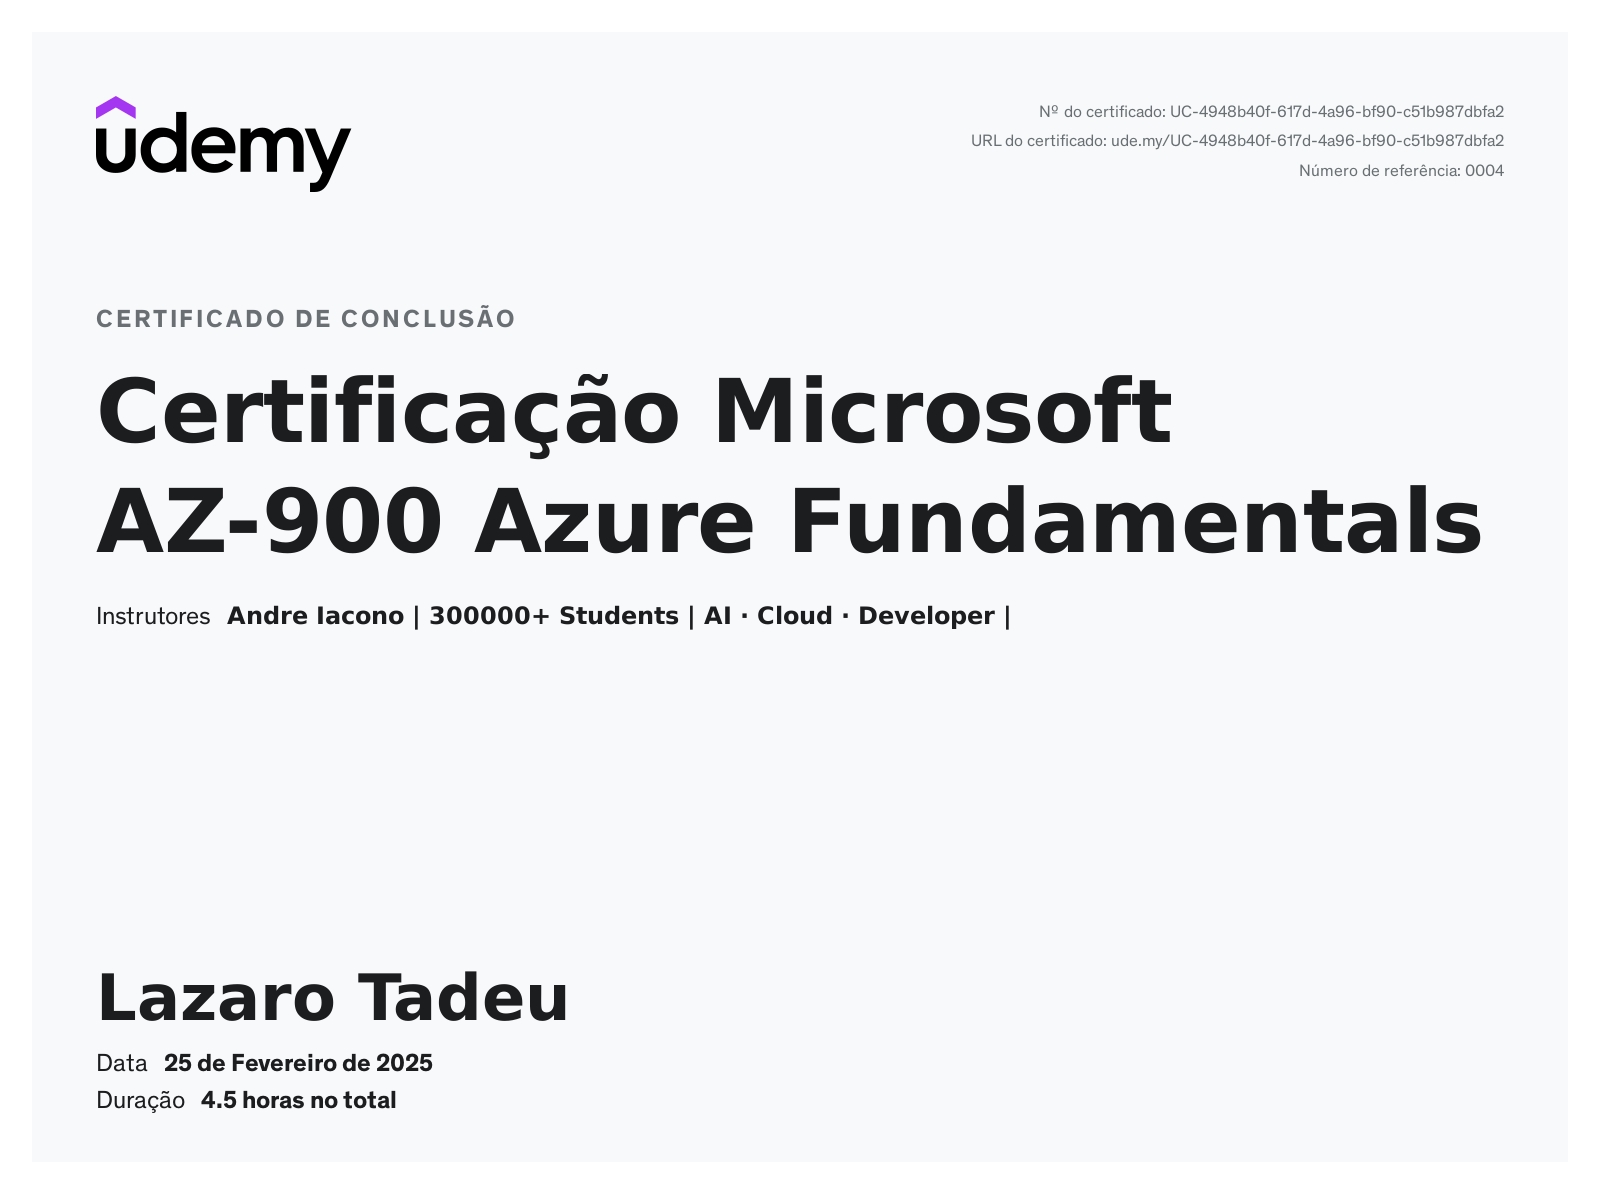 udemy
Nº do certificado: UC-4948b40f-617d-4a96-bf90-c51b987dbfa2
URL do certificado: ude.my/UC-4948b40f-617d-4a96-bf90-c51b987dbfa2
Número de referência: 0004
CERTIFICADO DE CONCLUSÃO
Certificação Microsoft
AZ-900 Azure Fundamentals
Instrutores Andre Iacono | 300000+ Students | AI · Cloud · Developer |
Lazaro Tadeu
Data 25 de Fevereiro de 2025
Duração 4.5 horas no total